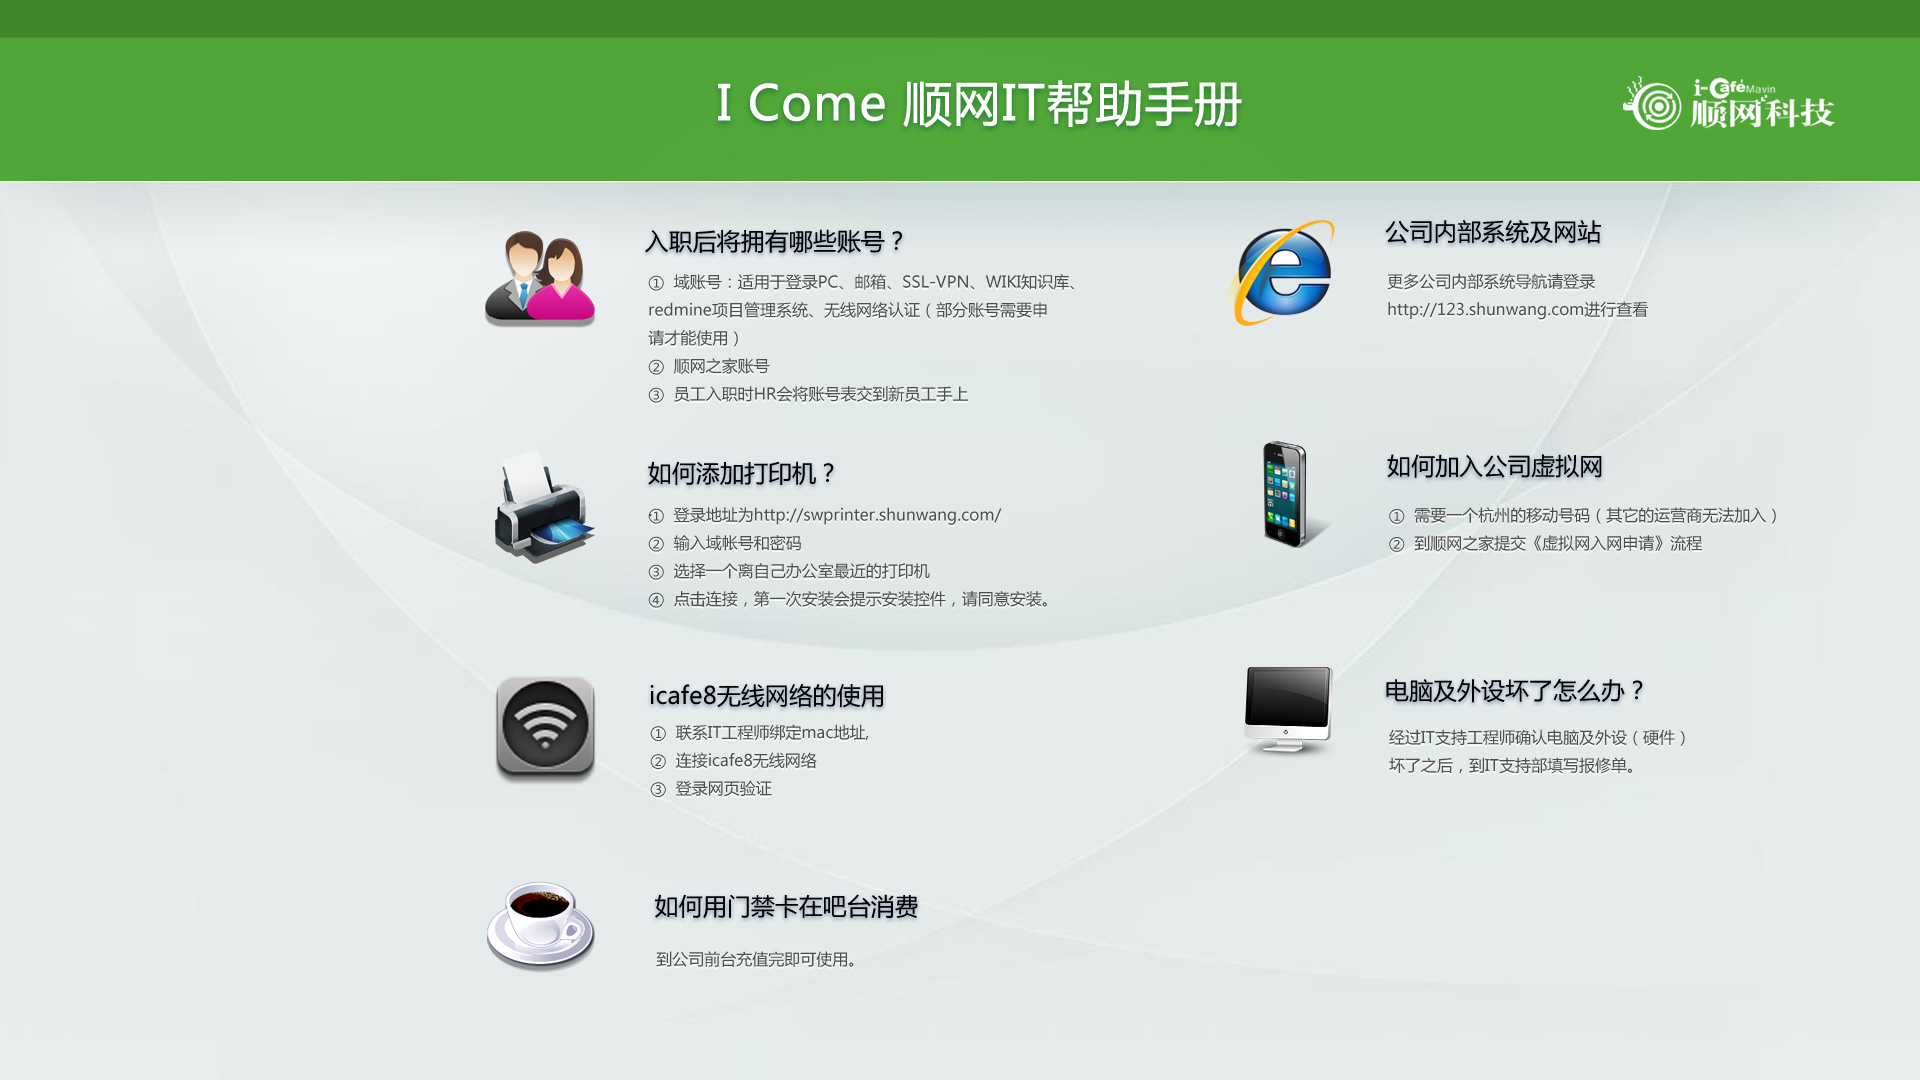 I Come 顺网IT帮助手册
i-Café Mavin
顺网科技
入职后将拥有哪些账号？
① 域账号：适用于登录PC、邮箱、SSL-VPN、WIKI知识库、
redmine项目管理系统、无线网络认证（部分账号需要申
请才能使用）
② 顺网之家账号
③ 员工入职时HR会将账号表交到新员工手上
如何添加打印机？
① 登录地址为http://swprinter.shunwang.com/
② 输入域帐号和密码
③ 选择一个离自己办公室最近的打印机
④ 点击连接，第一次安装会提示安装控件，请同意安装。
icafe8无线网络的使用
① 联系IT工程师绑定mac地址,
② 连接icafe8无线网络
③ 登录网页验证
如何用门禁卡在吧台消费
到公司前台充值完即可使用。
公司内部系统及网站
更多公司内部系统导航请登录
http://123.shunwang.com进行查看
如何加入公司虚拟网
① 需要一个杭州的移动号码（其它的运营商无法加入）
② 到顺网之家提交《虚拟网入网申请》流程
电脑及外设坏了怎么办？
经过IT支持工程师确认电脑及外设（硬件）
坏了之后，到IT支持部填写报修单。